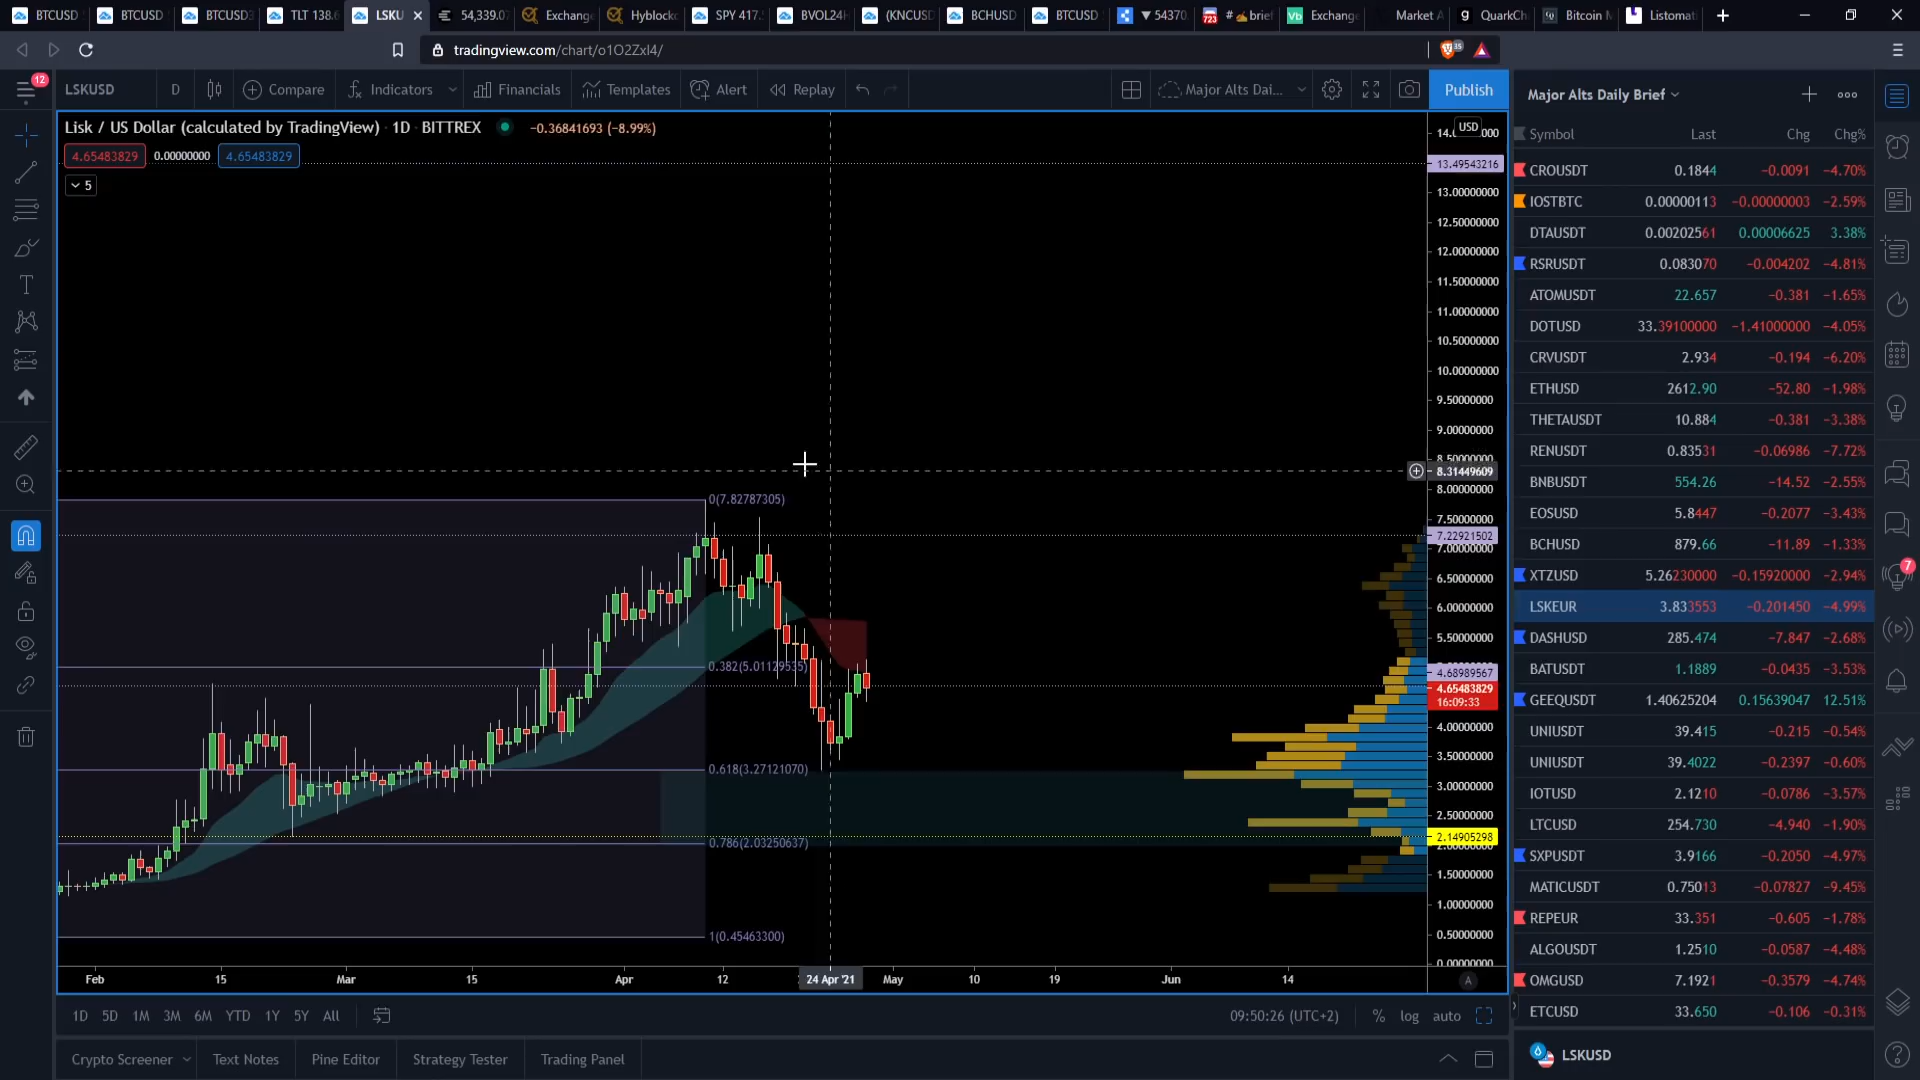 BTCUSD BTCUSD BTCUSD3 TLT 138.6 LSKU 54,339.0 Exchange Hyblock SPY 417. BVOL24H (KNCUSD BCHUSD BTCUSD ▼ 54370. 723 #✍brief Vb Exchange Market A QuarkCh Bitcoin M Listomat
tradingview.com/chart/o1O2Zxl4/
12
LSKUSD D Compare Indicators Financials Templates Alert Replay Major Alts Dai... Publish
Lisk / US Dollar (calculated by TradingView) · 1D · BITTREX −0.36841693 (−8.99%)
4.65483829 0.00000000 4.65483829
5
USD
13.49543216
13.00000000
12.50000000
12.00000000
11.50000000
11.00000000
10.50000000
10.00000000
9.50000000
9.00000000
8.31449609
8.00000000
7.50000000
7.22921502
7.00000000
6.50000000
6.00000000
5.50000000
4.68989567
4.65483829
16:09:33
4.00000000
3.50000000
3.00000000
2.50000000
2.14905298
1.50000000
1.00000000
0.50000000
0.00000000
0(7.82787305)
0.382(5.01129535)
0.618(3.27121070)
0.786(2.03250637)
1(0.45463300)
Feb 15 Mar 15 Apr 12 24 Apr '21 May 10 19 Jun 14 A
1D 5D 1M 3M 6M YTD 1Y 5Y All 09:50:26 (UTC+2) % log auto
Crypto Screener Text Notes Pine Editor Strategy Tester Trading Panel
Major Alts Daily Brief
Symbol Last Chg Chg%
CROUSDT 0.1844 −0.0091 −4.70%
IOSTBTC 0.00000113 −0.00000003 −2.59%
DTAUSDT 0.00202561 0.00006625 3.38%
RSRUSDT 0.083070 −0.004202 −4.81%
ATOMUSDT 22.657 −0.381 −1.65%
DOTUSD 33.39100000 −1.41000000 −4.05%
CRVUSDT 2.934 −0.194 −6.20%
ETHUSD 2612.90 −52.80 −1.98%
THETAUSDT 10.884 −0.381 −3.38%
RENUSDT 0.83531 −0.06986 −7.72%
BNBUSDT 554.26 −14.52 −2.55%
EOSUSD 5.8447 −0.2077 −3.43%
BCHUSD 879.66 −11.89 −1.33%
XTZUSD 5.26230000 −0.15920000 −2.94%
LSKEUR 3.833553 −0.201450 −4.99%
DASHUSD 285.474 −7.847 −2.68%
BATUSDT 1.1889 −0.0435 −3.53%
GEEQUSDT 1.40625204 0.15639047 12.51%
UNIUSDT 39.415 −0.215 −0.54%
UNIUSDT 39.4022 −0.2397 −0.60%
IOTUSD 2.1210 −0.0786 −3.57%
LTCUSD 254.730 −4.940 −1.90%
SXPUSDT 3.9166 −0.2050 −4.97%
MATICUSDT 0.75013 −0.07827 −9.45%
REPEUR 33.351 −0.605 −1.78%
ALGOUSDT 1.2510 −0.0587 −4.48%
OMGUSD 7.1921 −0.3579 −4.74%
ETCUSD 33.650 −0.106 −0.31%
LSKUSD
7